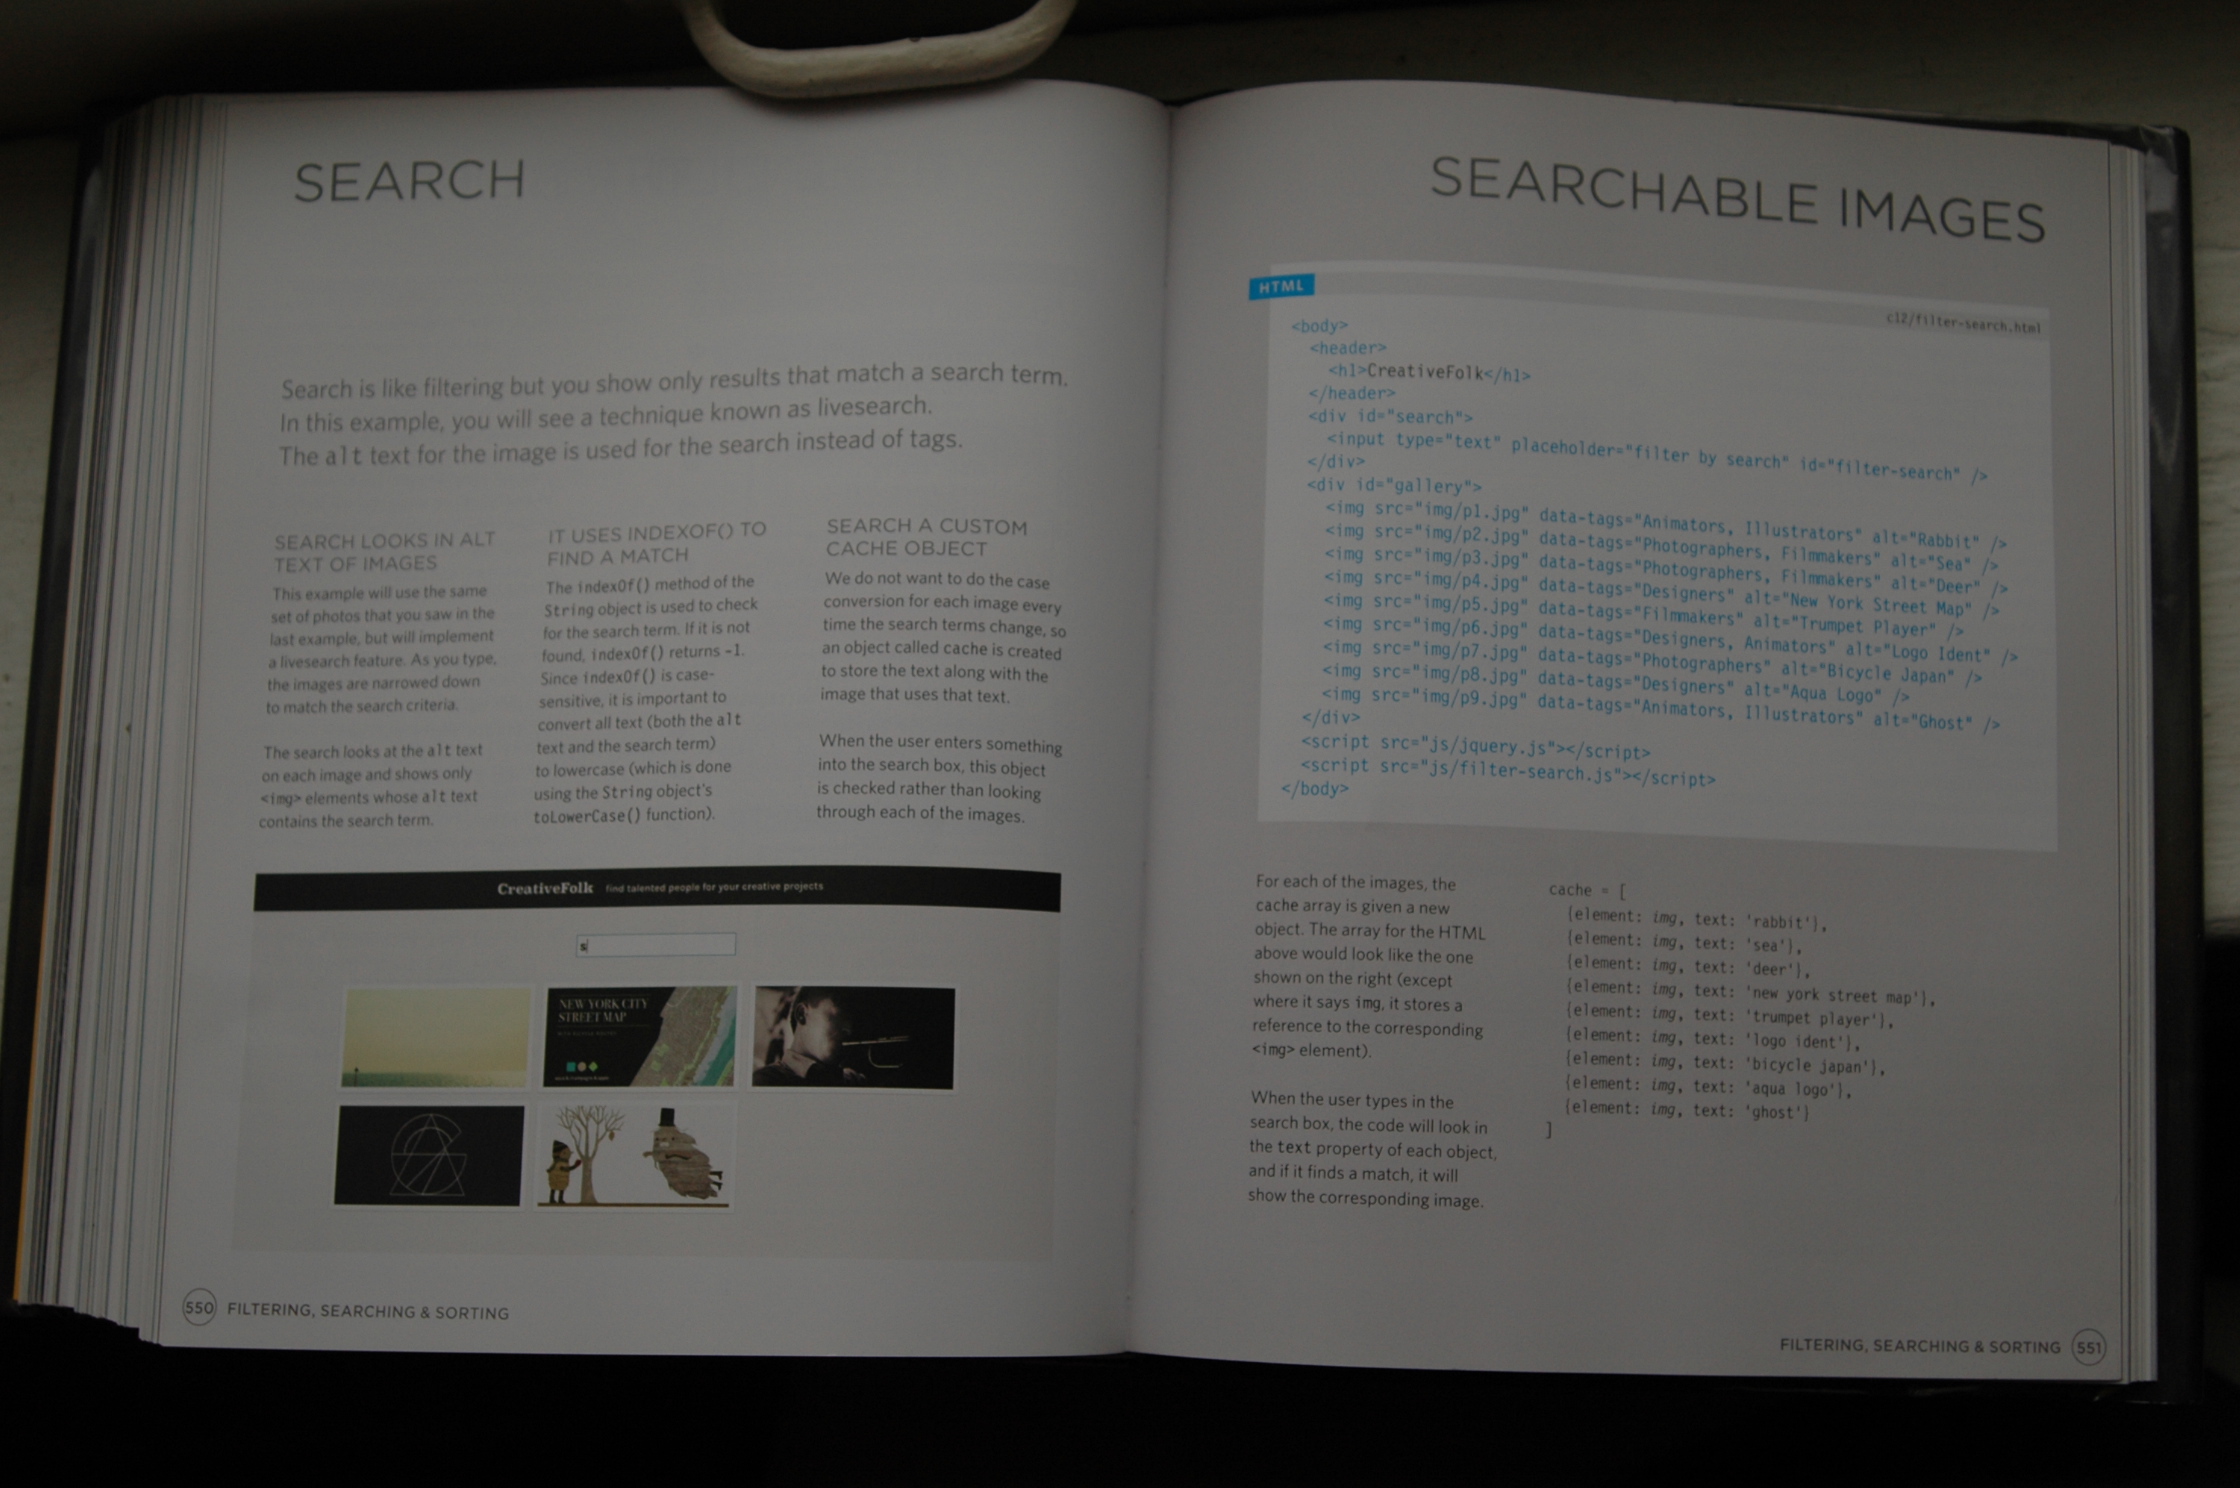 SEARCH
Search is like filtering but you show only results that match a search term.
In this example, you will see a technique known as livesearch.
The alt text for the image is used for the search instead of tags.
SEARCH LOOKS IN ALT
TEXT OF IMAGES
This example will use the same
set of photos that you saw in the
last example, but will implement
a livesearch feature. As you type,
the images are narrowed down
to match the search criteria.
The search looks at the alt text
on each image and shows only
<img> elements whose alt text
contains the search term.
IT USES INDEXOF() TO
FIND A MATCH
The indexOf() method of the
String object is used to check
for the search term. If it is not
found, indexOf() returns -1.
Since indexOf() is case-
sensitive, it is important to
convert all text (both the alt
text and the search term)
to lowercase (which is done
using the String object's
toLowerCase() function).
SEARCH A CUSTOM
CACHE OBJECT
We do not want to do the case
conversion for each image every
time the search terms change, so
an object called cache is created
to store the text along with the
image that uses that text.
When the user enters something
into the search box, this object
is checked rather than looking
through each of the images.
CreativeFolk find talented people for your creative projects
s
NEW YORK CITY
STREET MAP
550 FILTERING, SEARCHING & SORTING
SEARCHABLE IMAGES
HTML
c12/filter-search.html
<body>
<header>
<h1>CreativeFolk</h1>
</header>
<div id="search">
<input type="text" placeholder="filter by search" id="filter-search" />
</div>
<div id="gallery">
<img src="img/p1.jpg" data-tags="Animators, Illustrators" alt="Rabbit" />
<img src="img/p2.jpg" data-tags="Photographers, Filmmakers" alt="Sea" />
<img src="img/p3.jpg" data-tags="Photographers, Filmmakers" alt="Deer" />
<img src="img/p4.jpg" data-tags="Designers" alt="New York Street Map" />
<img src="img/p5.jpg" data-tags="Filmmakers" alt="Trumpet Player" />
<img src="img/p6.jpg" data-tags="Designers, Animators" alt="Logo Ident" />
<img src="img/p7.jpg" data-tags="Photographers" alt="Bicycle Japan" />
<img src="img/p8.jpg" data-tags="Designers" alt="Aqua Logo" />
<img src="img/p9.jpg" data-tags="Animators, Illustrators" alt="Ghost" />
</div>
<script src="js/jquery.js"></script>
<script src="js/filter-search.js"></script>
</body>
For each of the images, the
cache array is given a new
object. The array for the HTML
above would look like the one
shown on the right (except
where it says img, it stores a
reference to the corresponding
<img> element).
When the user types in the
search box, the code will look in
the text property of each object,
and if it finds a match, it will
show the corresponding image.
cache = [
{element: img, text: 'rabbit'},
{element: img, text: 'sea'},
{element: img, text: 'deer'},
{element: img, text: 'new york street map'},
{element: img, text: 'trumpet player'},
{element: img, text: 'logo ident'},
{element: img, text: 'bicycle japan'},
{element: img, text: 'aqua logo'},
{element: img, text: 'ghost'}
]
FILTERING, SEARCHING & SORTING 551